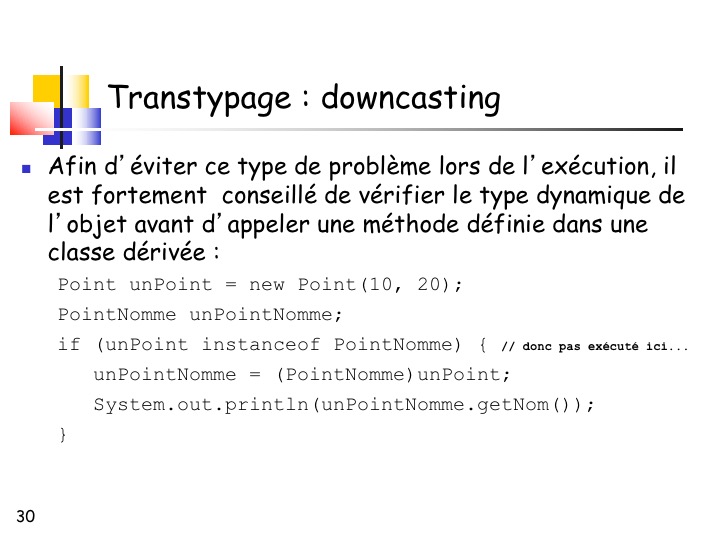 Transtypage : downcasting
Afin d’éviter ce type de problème lors de l’exécution, il
est fortement conseillé de vérifier le type dynamique de
l’objet avant d’appeler une méthode définie dans une
classe dérivée :
Point unPoint = new Point(10, 20);
PointNomme unPointNomme;
if (unPoint instanceof PointNomme) { // donc pas exécuté ici...
unPointNomme = (PointNomme)unPoint;
System.out.println(unPointNomme.getNom());
}
30